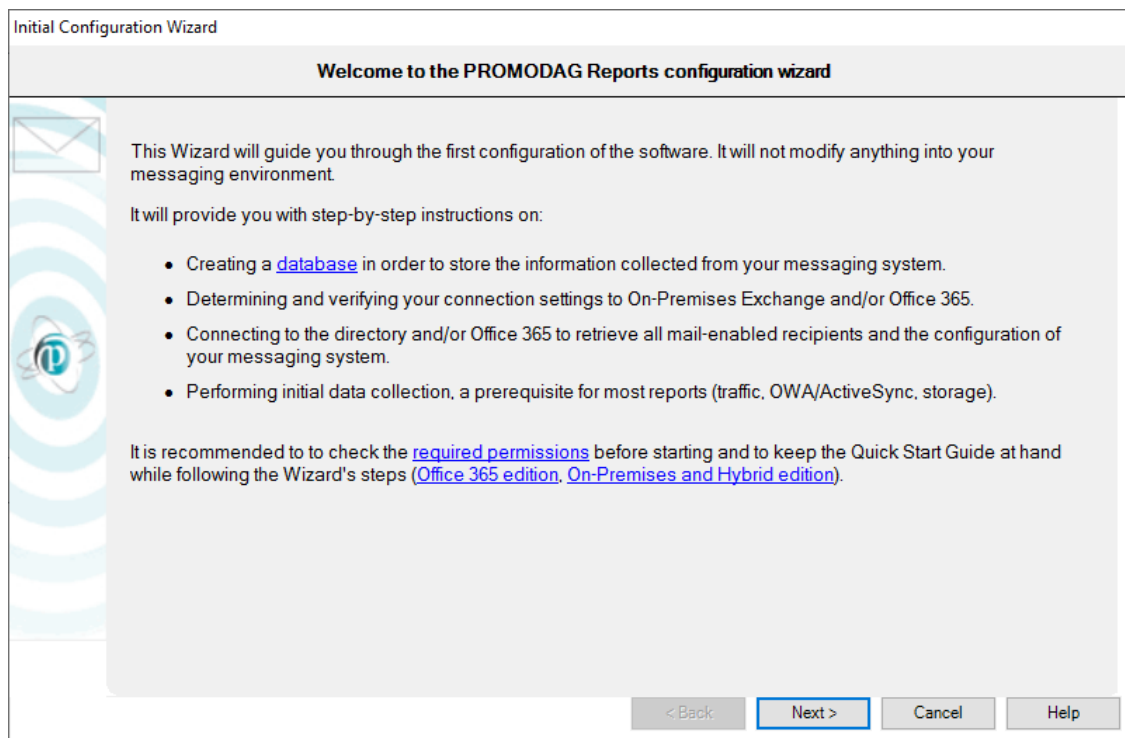 Initial Configuration Wizard
Welcome to the PROMODAG Reports configuration wizard
This Wizard will guide you through the first configuration of the software. It will not modify anything into your
messaging environment.
It will provide you with step-by-step instructions on:
• Creating a database in order to store the information collected from your messaging system.
• Determining and verifying your connection settings to On-Premises Exchange and/or Office 365.
• Connecting to the directory and/or Office 365 to retrieve all mail-enabled recipients and the configuration of
your messaging system.
• Performing initial data collection, a prerequisite for most reports (traffic, OWA/ActiveSync, storage).
It is recommended to to check the required permissions before starting and to keep the Quick Start Guide at hand
while following the Wizard's steps (Office 365 edition, On-Premises and Hybrid edition).
< Back
Next >
Cancel
Help